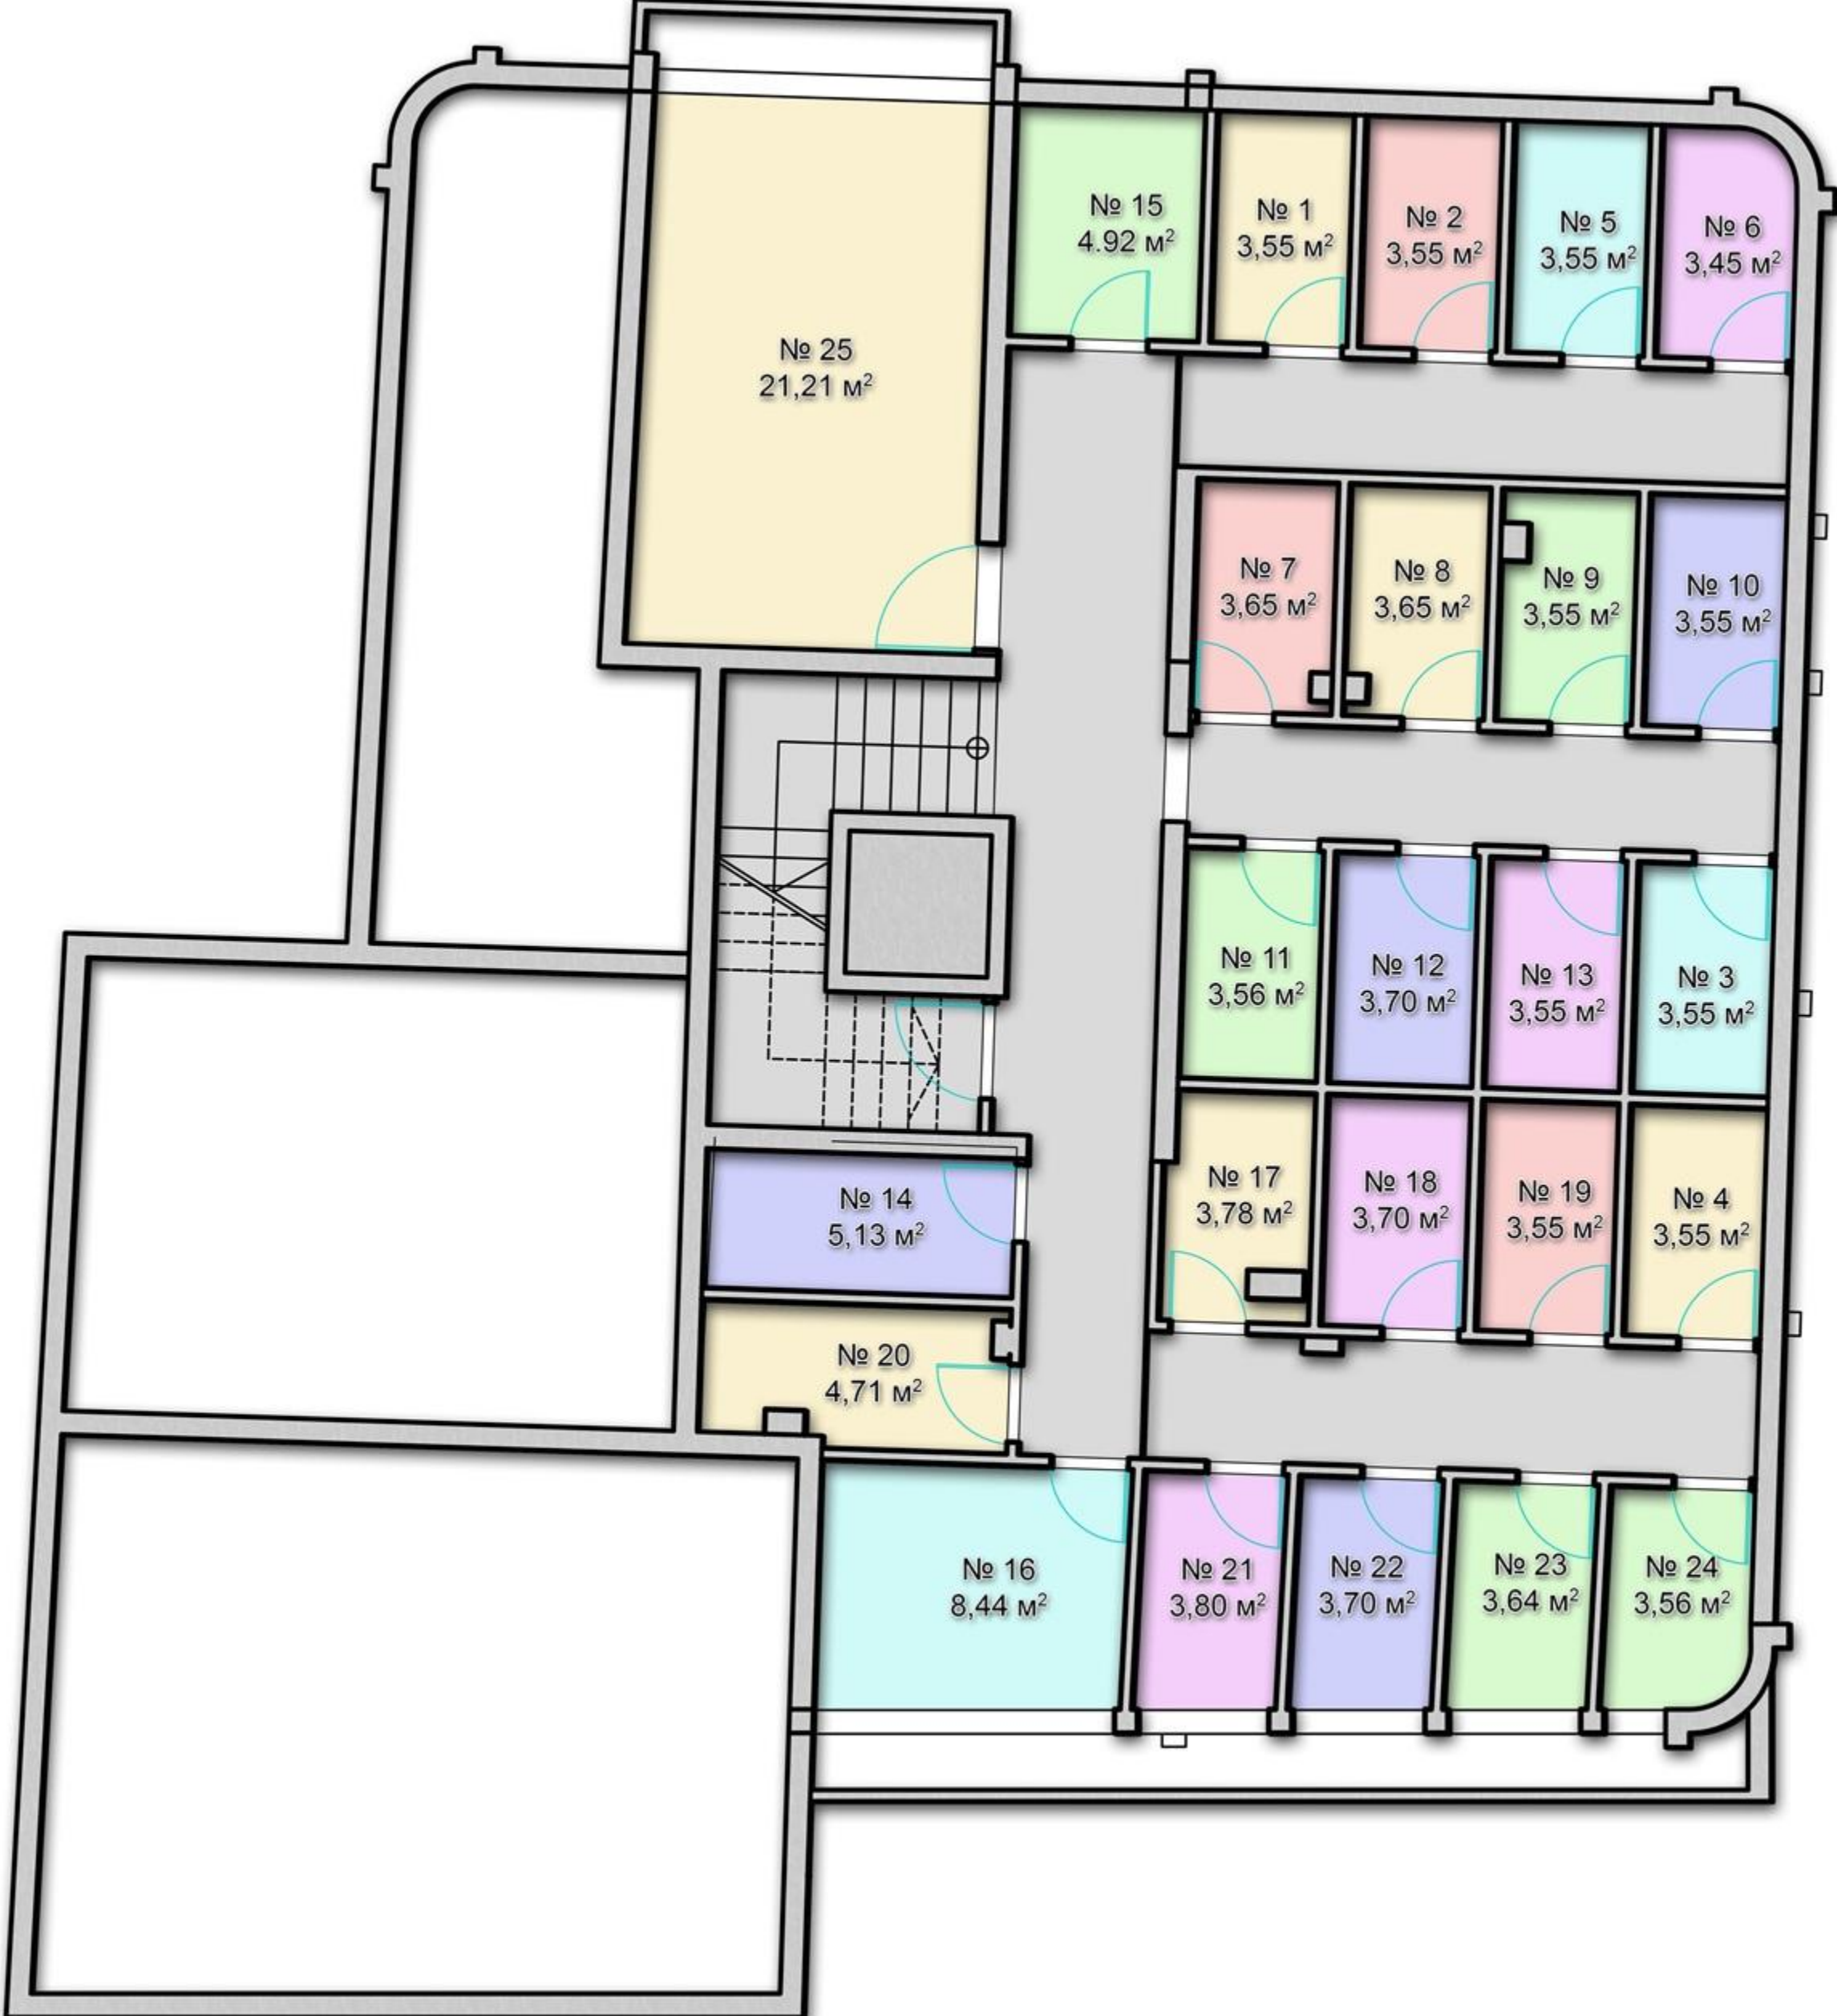 № 15
4.92 м²
№ 1
3,55 м²
№ 2
3,55 м²
№ 5
3,55 м²
№ 6
3,45 м²
№ 25
21,21 м²
№ 7
3,65 м²
№ 8
3,65 м²
№ 9
3,55 м²
№ 10
3,55 м²
№ 11
3,56 м²
№ 12
3,70 м²
№ 13
3,55 м²
№ 3
3,55 м²
№ 14
5,13 м²
№ 17
3,78 м²
№ 18
3,70 м²
№ 19
3,55 м²
№ 4
3,55 м²
№ 20
4,71 м²
№ 16
8,44 м²
№ 21
3,80 м²
№ 22
3,70 м²
№ 23
3,64 м²
№ 24
3,56 м²